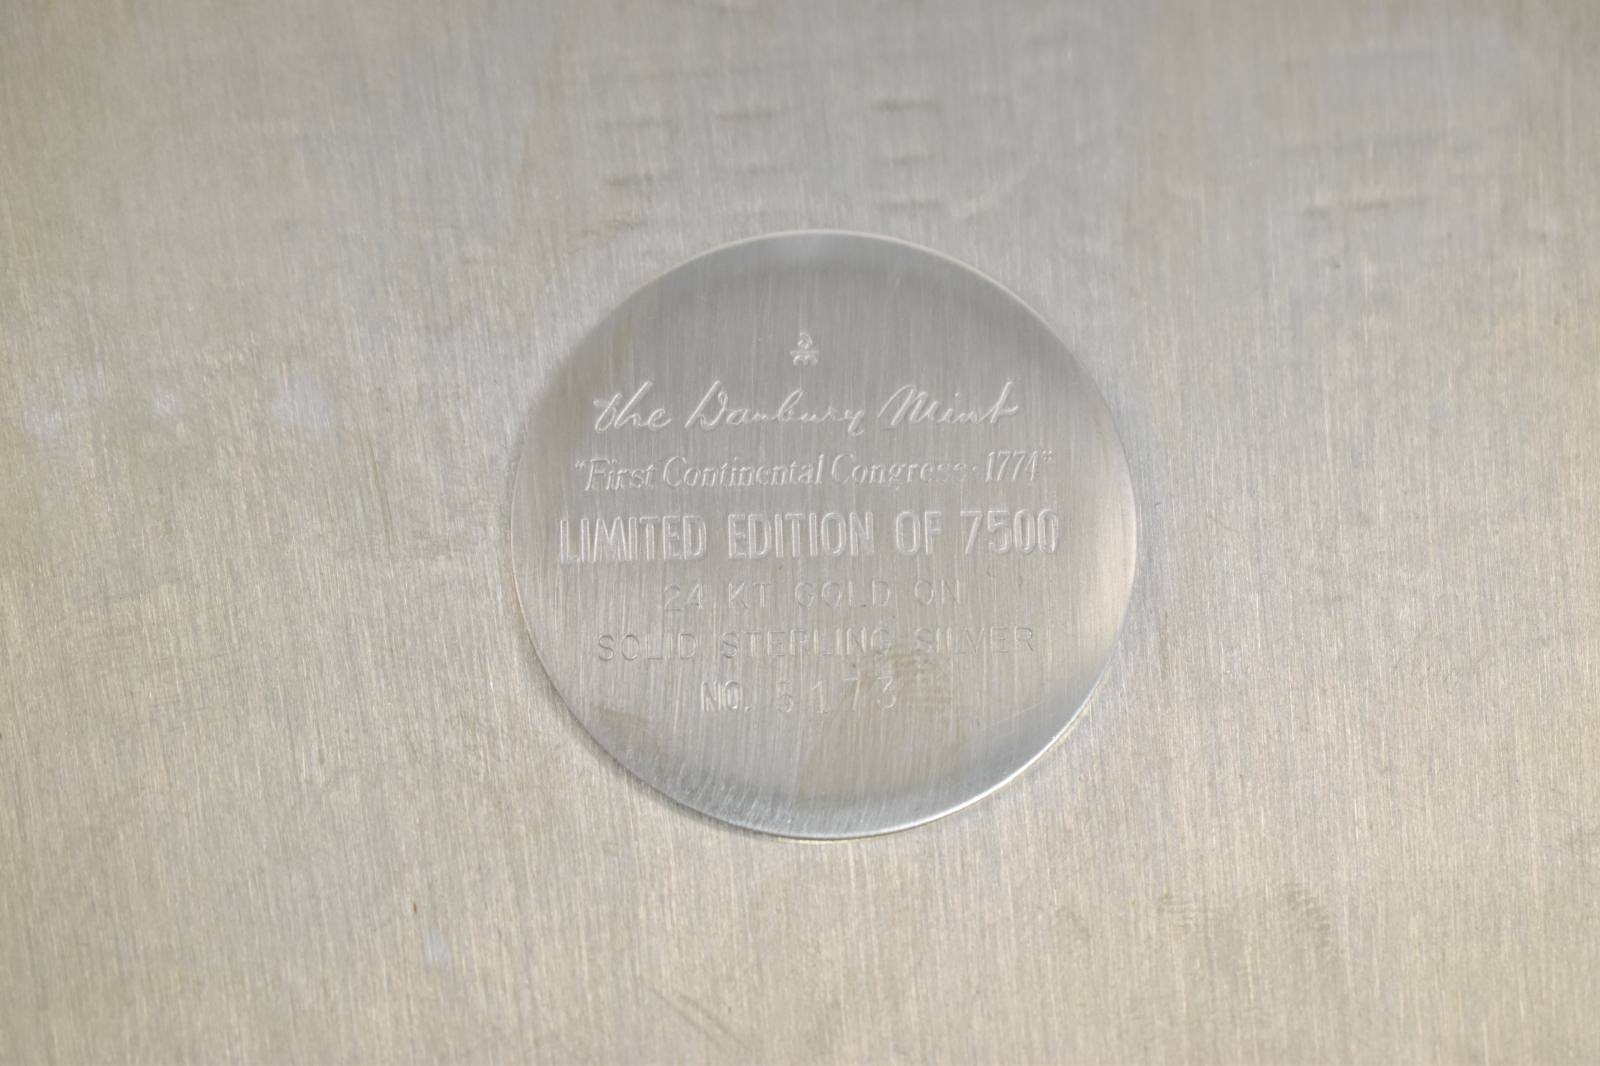 the Danbury Mint
"First Continental Congress · 1774"
LIMITED EDITION OF 7500
24 KT GOLD ON
SOLID STERLING SILVER
NO. 5173